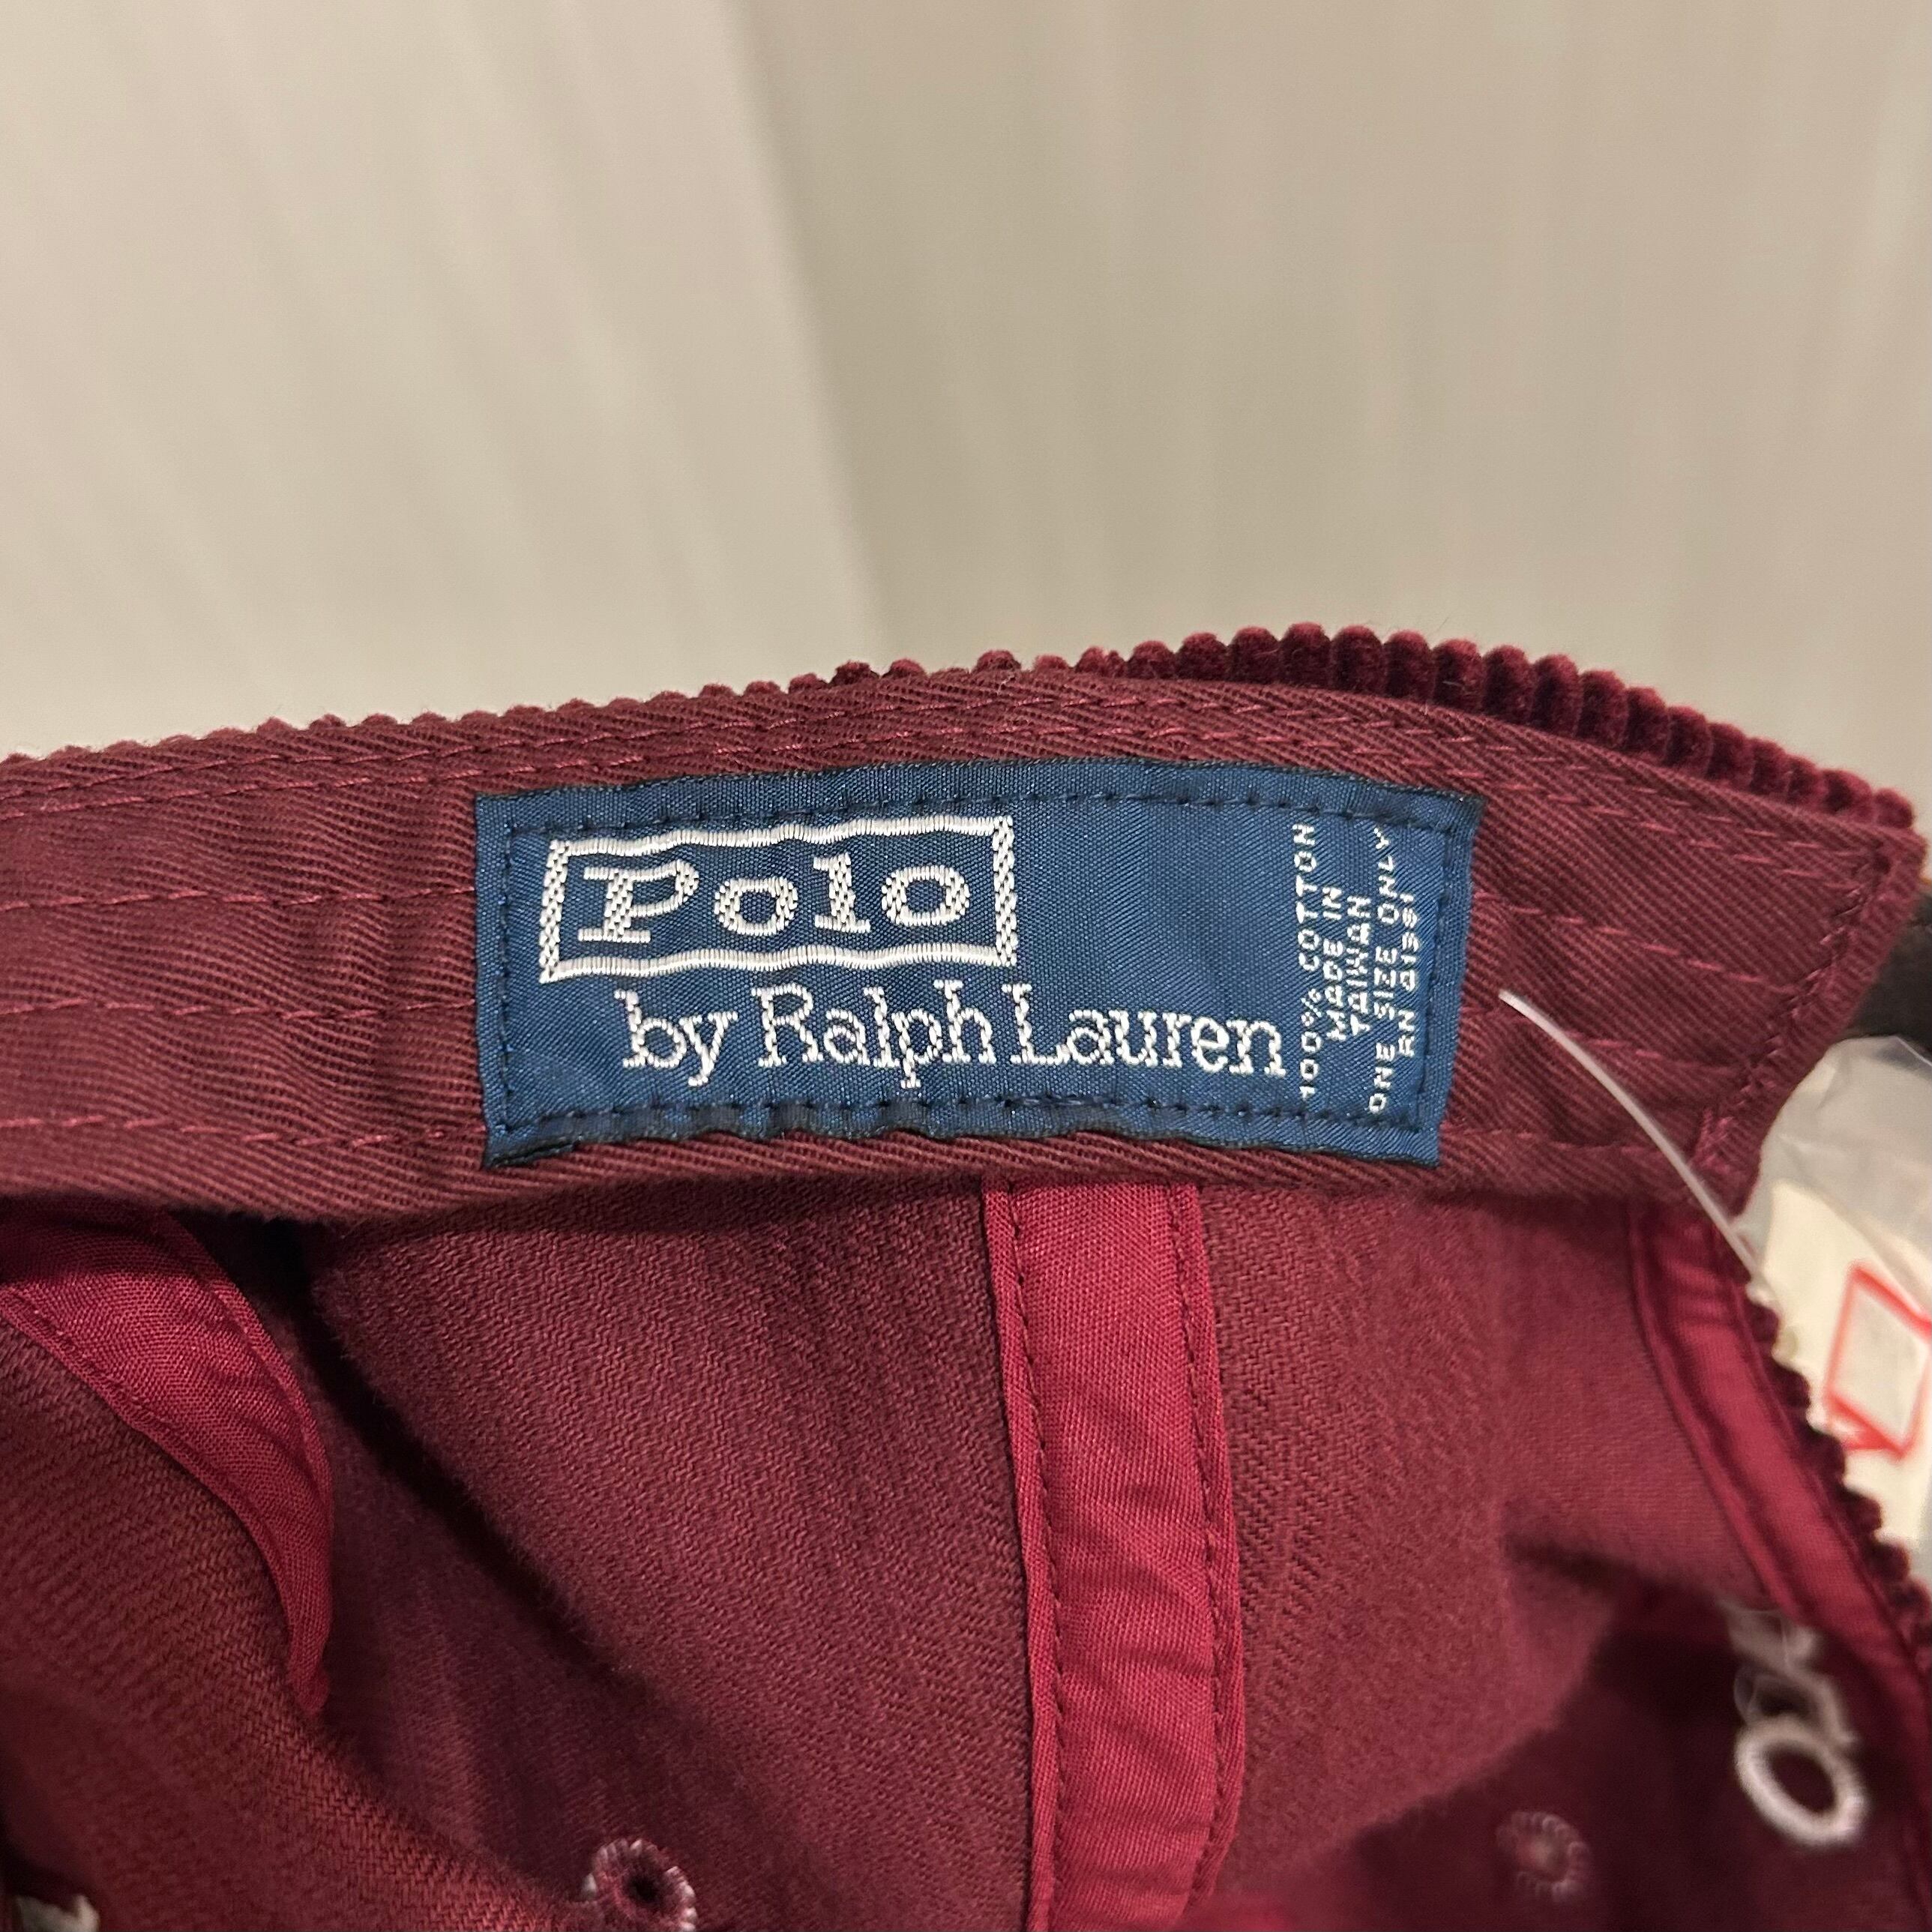 Polo
by Ralph Lauren
100% COTTON
MADE IN
TAIWAN
ONE SIZE ONLY
RN 41381